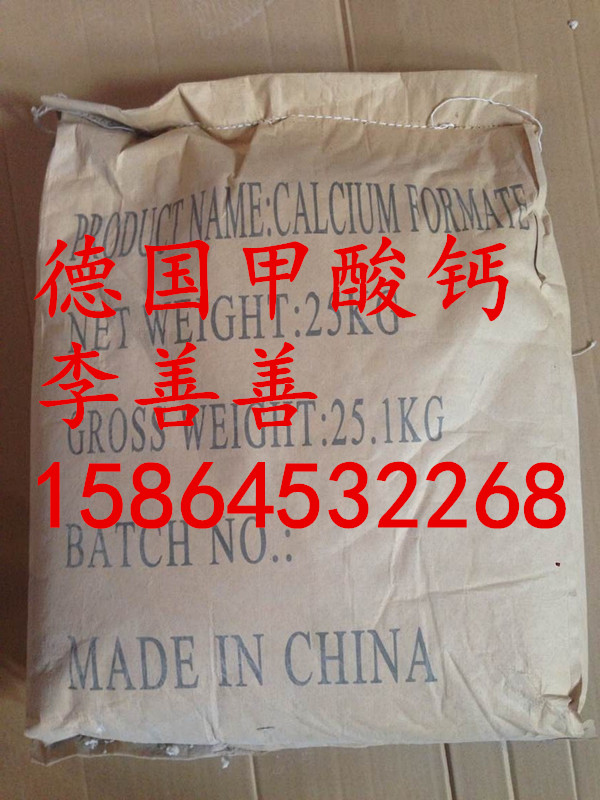 PRODUCT NAME:CALCIUM FORMATE
德国甲酸钙
NET WEIGHT:25KG
李善善
GROSS WEIGHT:25.1KG
15864532268
BATCH NO.:
MADE IN CHINA